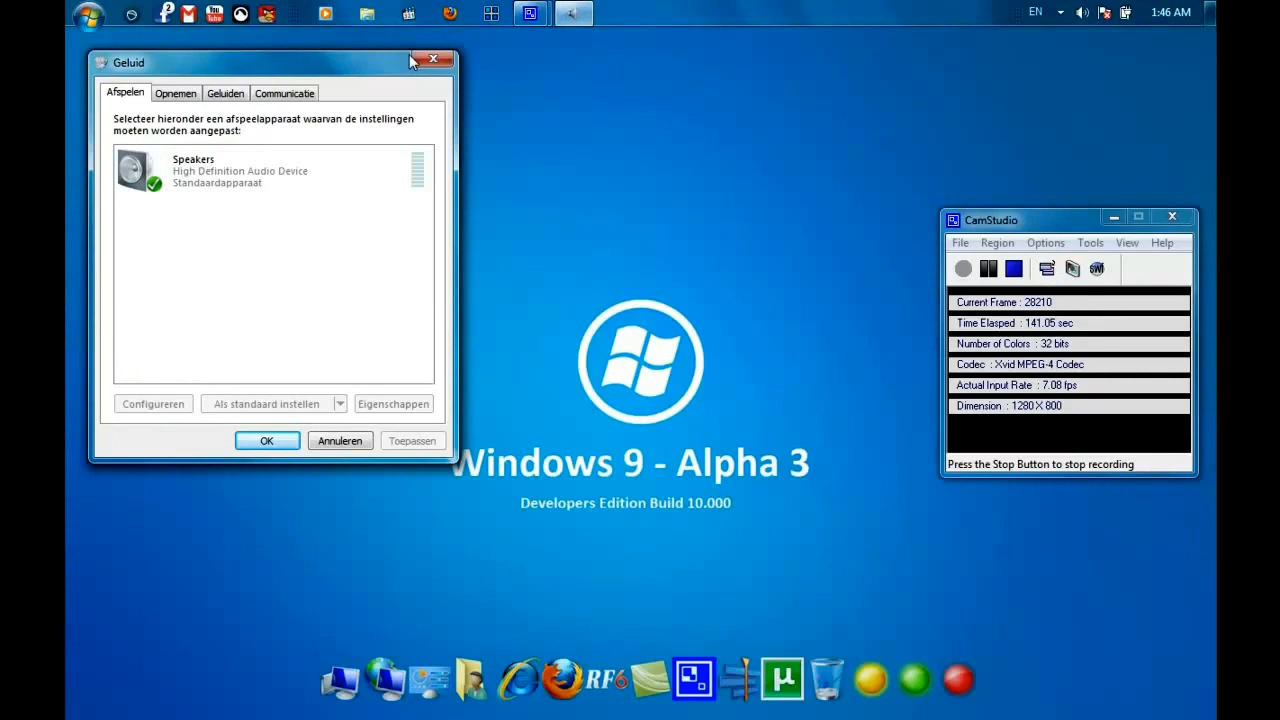 EN
1:46 AM
Geluid
Afspelen Opnemen Geluiden Communicatie
Selecteer hieronder een afspeelapparaat waarvan de instellingen
moeten worden aangepast:
Speakers
High Definition Audio Device
Standaardapparaat
Configureren Als standaard instellen Eigenschappen
OK Annuleren Toepassen
CamStudio
File Region Options Tools View Help
Current Frame : 28210
Time Elasped : 141.05 sec
Number of Colors : 32 bits
Codec : Xvid MPEG-4 Codec
Actual Input Rate : 7.08 fps
Dimension : 1280 X 800
Press the Stop Button to stop recording
Windows 9 - Alpha 3
Developers Edition Build 10.000
RF6
µ